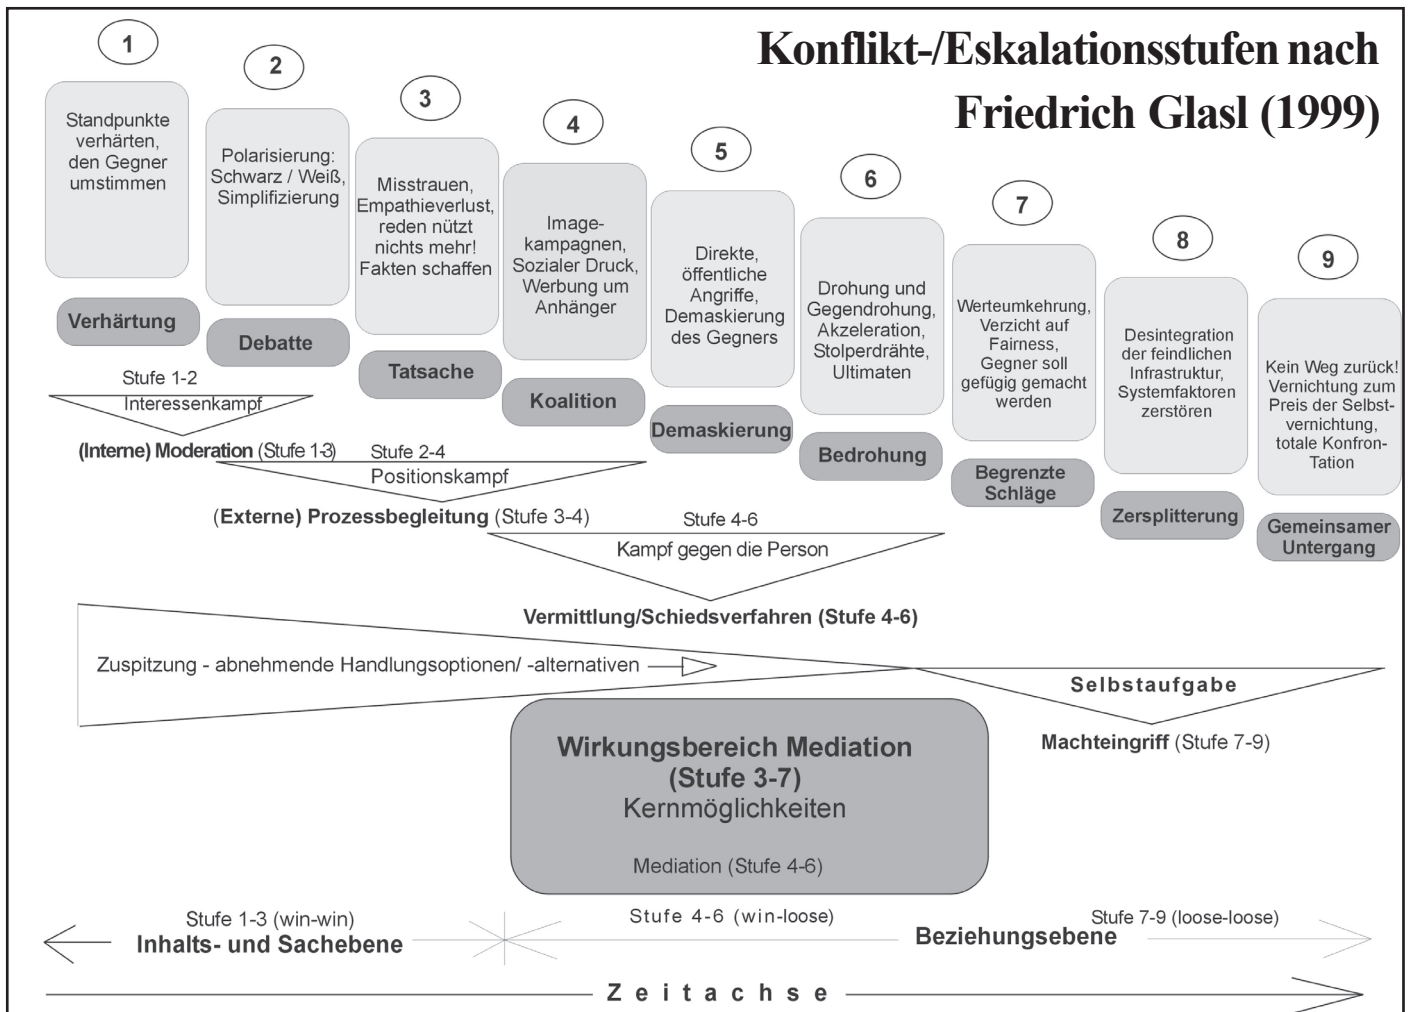 Konflikt-/Eskalationsstufen nach
Friedrich Glasl (1999)
1
Standpunkte
verhärten,
den Gegner
umstimmen
Verhärtung
2
Polarisierung:
Schwarz / Weiß,
Simplifizierung
Debatte
3
Misstrauen,
Empathieverlust,
reden nützt
nichts mehr!
Fakten schaffen
Tatsache
4
Image-
kampagnen,
Sozialer Druck,
Werbung um
Anhänger
Koalition
5
Direkte,
öffentliche
Angriffe,
Demaskierung
des Gegners
Demaskierung
6
Drohung und
Gegendrohung,
Akzeleration,
Stolperdrähte,
Ultimaten
Bedrohung
7
Werteumkehrung,
Verzicht auf
Fairness,
Gegner soll
gefügig gemacht
werden
Begrenzte
Schläge
8
Desintegration
der feindlichen
Infrastruktur,
Systemfaktoren
zerstören
Zersplitterung
9
Kein Weg zurück!
Vernichtung zum
Preis der Selbst-
vernichtung,
totale Konfron-
Tation
Gemeinsamer
Untergang
Stufe 1-2
Interessenkampf
(Interne) Moderation (Stufe 1-3)
Stufe 2-4
Positionskampf
(Externe) Prozessbegleitung (Stufe 3-4)
Stufe 4-6
Kampf gegen die Person
Vermittlung/Schiedsverfahren (Stufe 4-6)
Zuspitzung - abnehmende Handlungsoptionen/ -alternativen
Selbstaufgabe
Machteingriff (Stufe 7-9)
Wirkungsbereich Mediation
(Stufe 3-7)
Kernmöglichkeiten
Mediation (Stufe 4-6)
Stufe 1-3 (win-win)
Inhalts- und Sachebene
Stufe 4-6 (win-loose)
Stufe 7-9 (loose-loose)
Beziehungsebene
Zeitachse